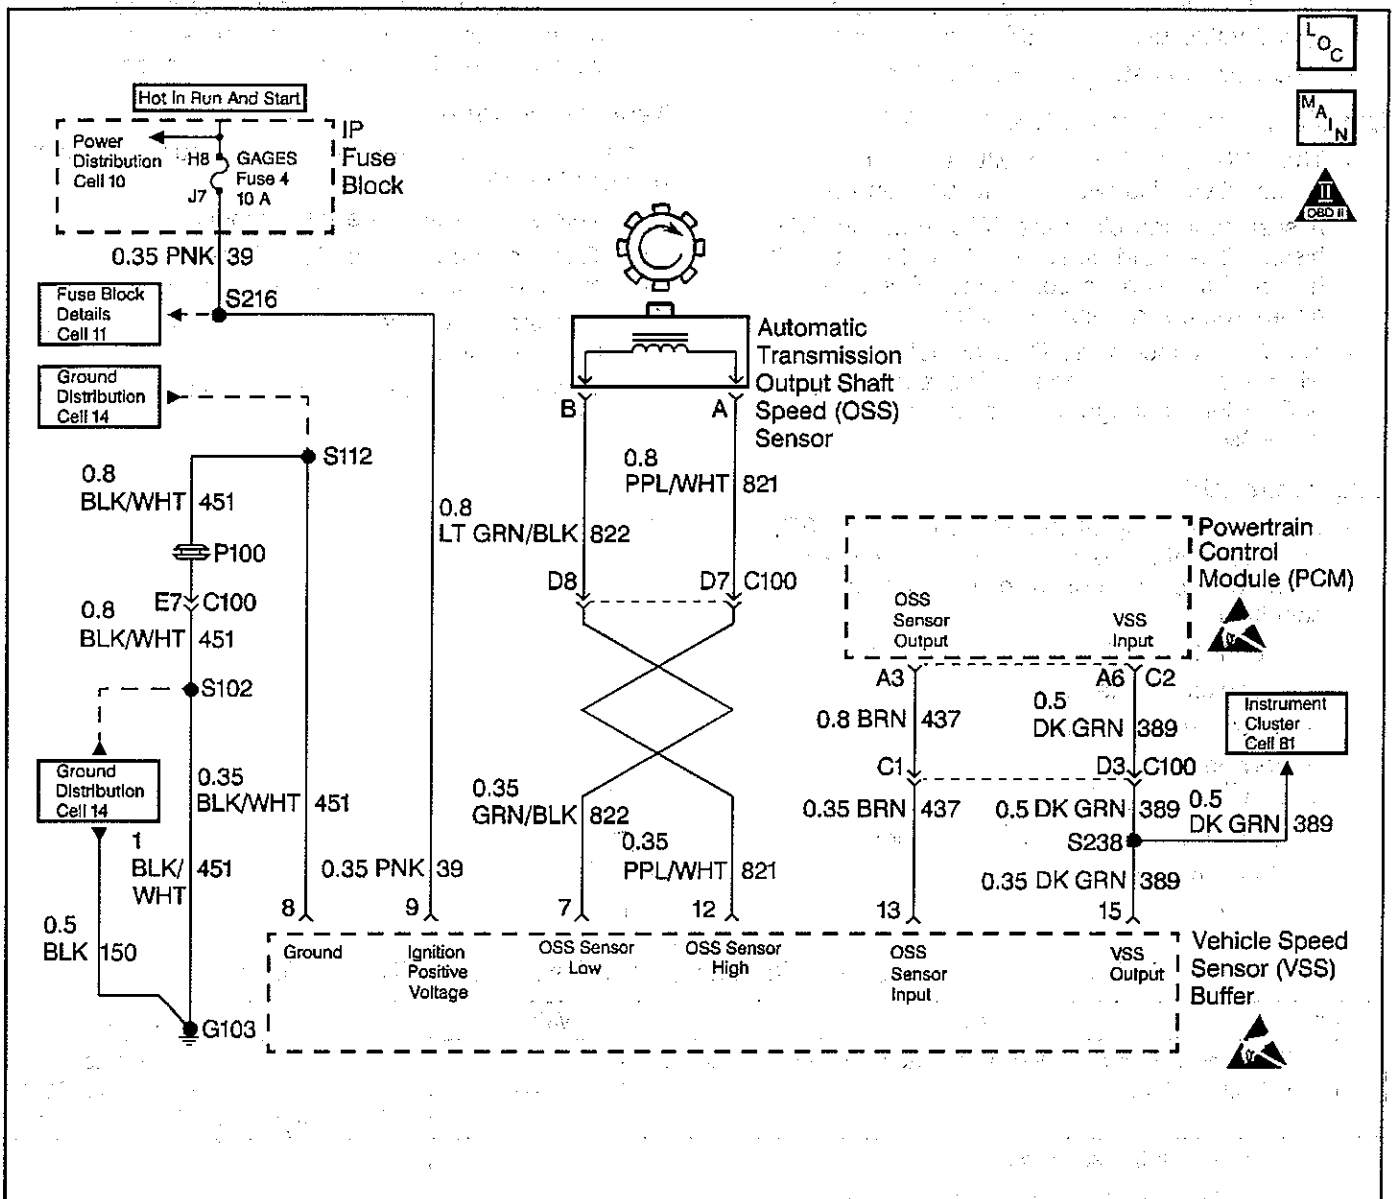 L
O
C
M
A
I
N
II
OBD II
Hot In Run And Start
IP
Fuse
Block
Power
Distribution
Cell 10
H8
J7
GAGES
Fuse 4
10 A
0.35 PNK 39
S216
Fuse Block
Details
Cell 11
Ground
Distribution
Cell 14
S112
0.8
BLK/WHT 451
P100
E7 C100
0.8
BLK/WHT 451
S102
Ground
Distribution
Cell 14
0.35
BLK/WHT 451
1
BLK/
WHT
451
0.5
BLK 150
G103
Automatic
Transmission
Output Shaft
Speed (OSS)
Sensor
B
A
0.8
PPL/WHT 821
0.8
LT GRN/BLK 822
D8
D7 C100
0.35
GRN/BLK 822
0.35
PPL/WHT 821
0.35 PNK 39
Powertrain
Control
Module (PCM)
OSS
Sensor
Output
VSS
Input
A3
A6 C2
0.8 BRN 437
0.5
DK GRN 389
Instrument
Cluster
Cell 81
C1
D3 C100
0.35 BRN 437
0.5 DK GRN 389
0.5
DK GRN 389
S238
0.35 DK GRN 389
8
9
7
12
13
15
Ground
Ignition
Positive
Voltage
OSS Sensor
Low
OSS Sensor
High
OSS
Sensor
Input
VSS
Output
Vehicle Speed
Sensor (VSS)
Buffer